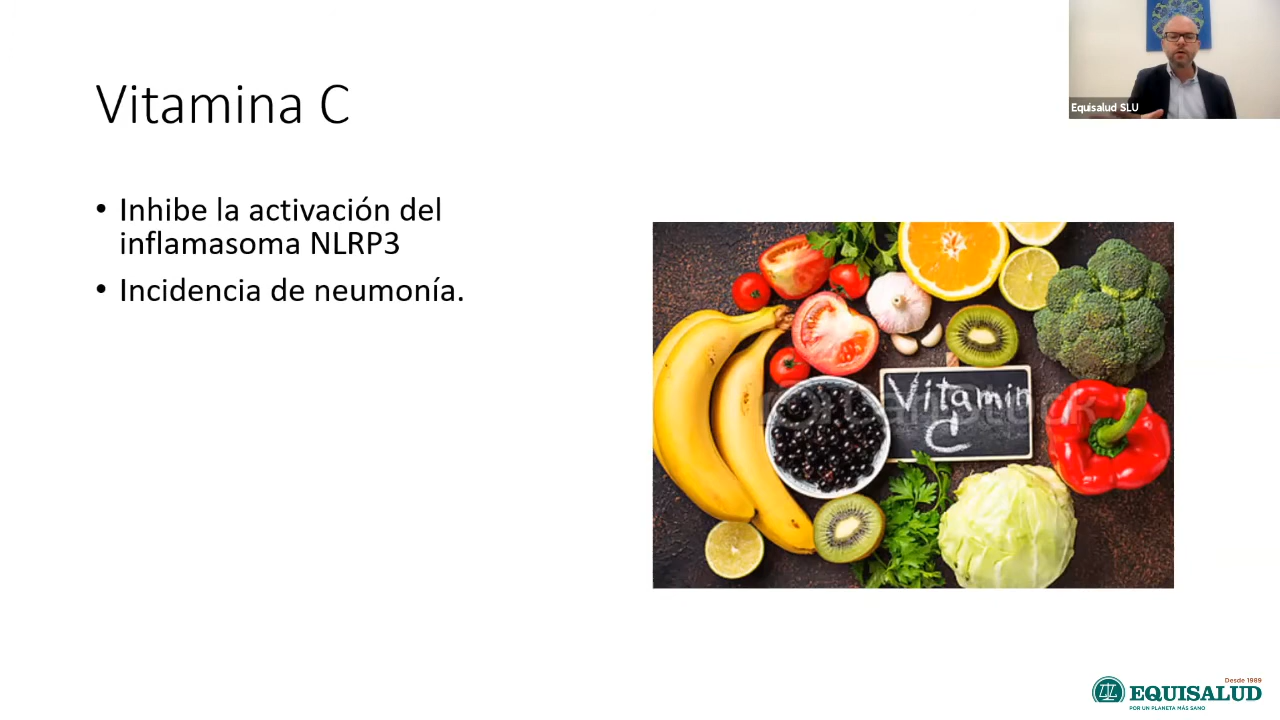 Vitamina C
Equisalud SLU
• Inhibe la activación del
inflamasoma NLRP3
• Incidencia de neumonía.
Vitamin
C
Desde 1989
EQUISALUD
POR UN PLANETA MÁS SANO